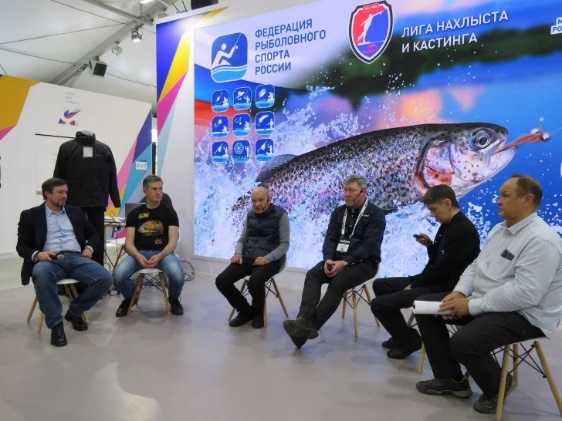 ФЕДЕРАЦИЯ
РЫБОЛОВНОГО
СПОРТА
РОССИИ
ЛИГА НАХЛЫСТА
И КАСТИНГА